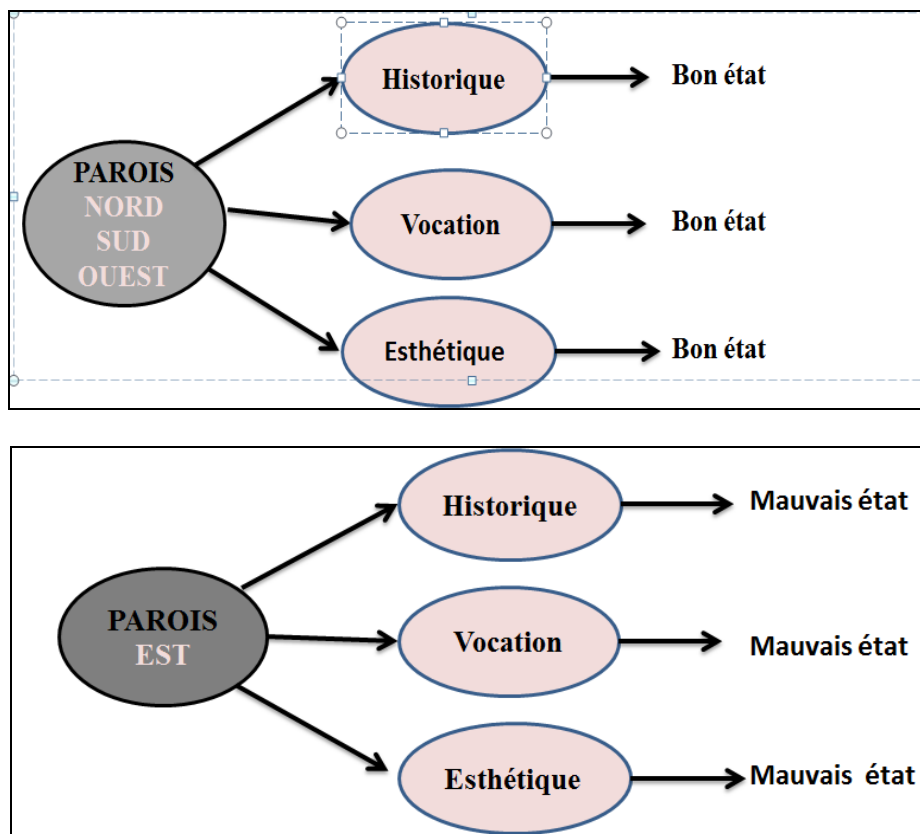 Historique
Bon état
PAROIS
NORD
SUD
OUEST
Vocation
Bon état
Esthétique
Bon état
Historique
Mauvais état
PAROIS
EST
Vocation
Mauvais état
Esthétique
Mauvais état